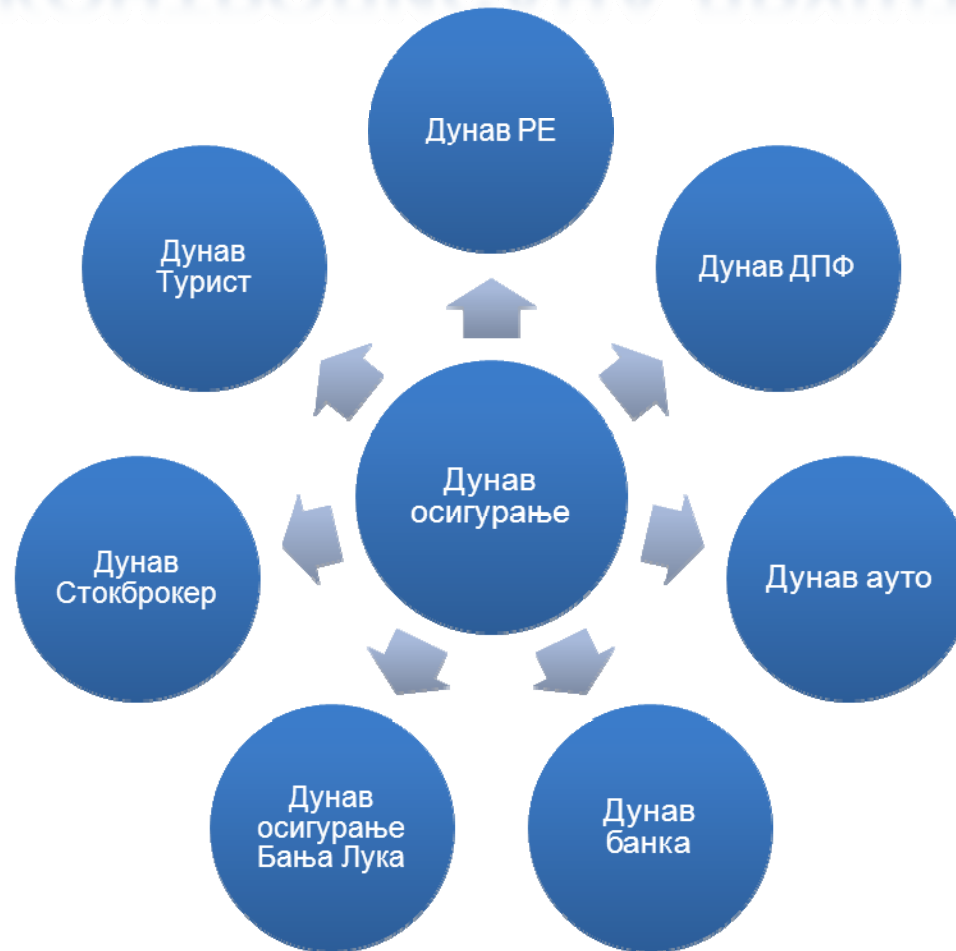 Дунав РЕ
Дунав ДПФ
Дунав ауто
Дунав
банка
Дунав
осигурање
Бања Лука
Дунав
Стокброкер
Дунав
Турист
Дунав
осигурање